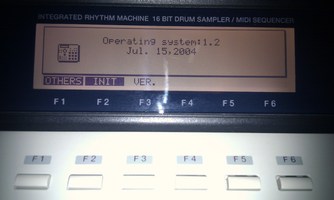 INTEGRATED RHYTHM MACHINE 16 BIT DRUM SAMPLER / MIDI SEQUENCER
Operating system:1.2
Jul. 15,2004
OTHERS INIT VER.
F1 F2 F3 F4 F5 F6
F1 F2 F3 F4 F5 F6